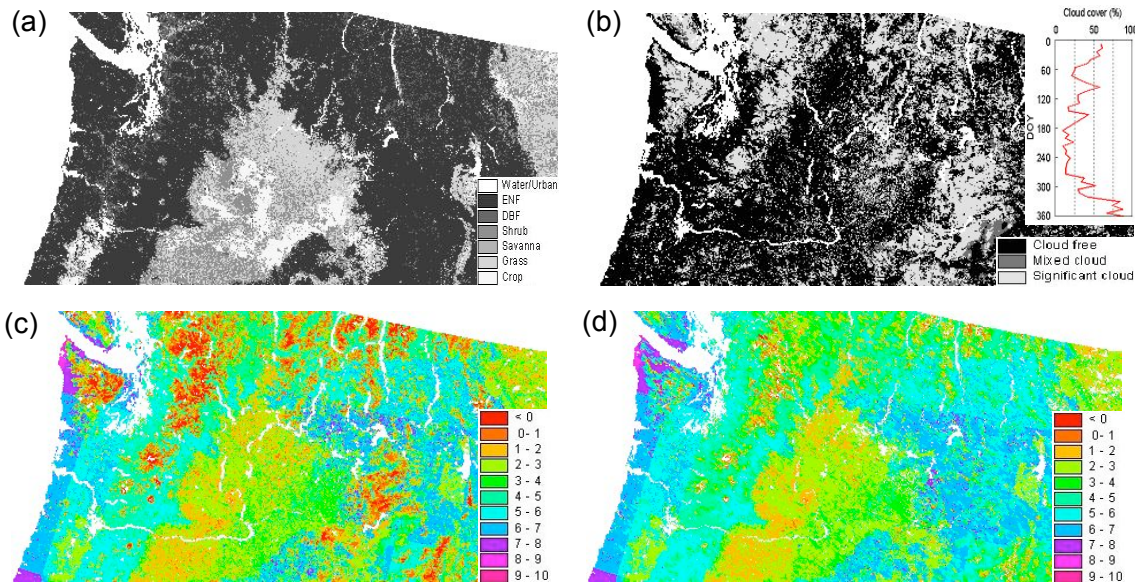 (a)
Water/Urban
ENF
DBF
Shrub
Savanna
Grass
Crop
(b)
Cloud cover (%)
0 50 100
0
60
120
180
240
300
360
DOY
Cloud free
Mixed cloud
Significant cloud
(c)
< 0
0- 1
1 - 2
2 - 3
3 - 4
4 - 5
5 - 6
6 - 7
7 - 8
8 - 9
9 - 10
(d)
< 0
0- 1
1 - 2
2 - 3
3 - 4
4 - 5
5 - 6
6 - 7
7 - 8
8 - 9
9 - 10